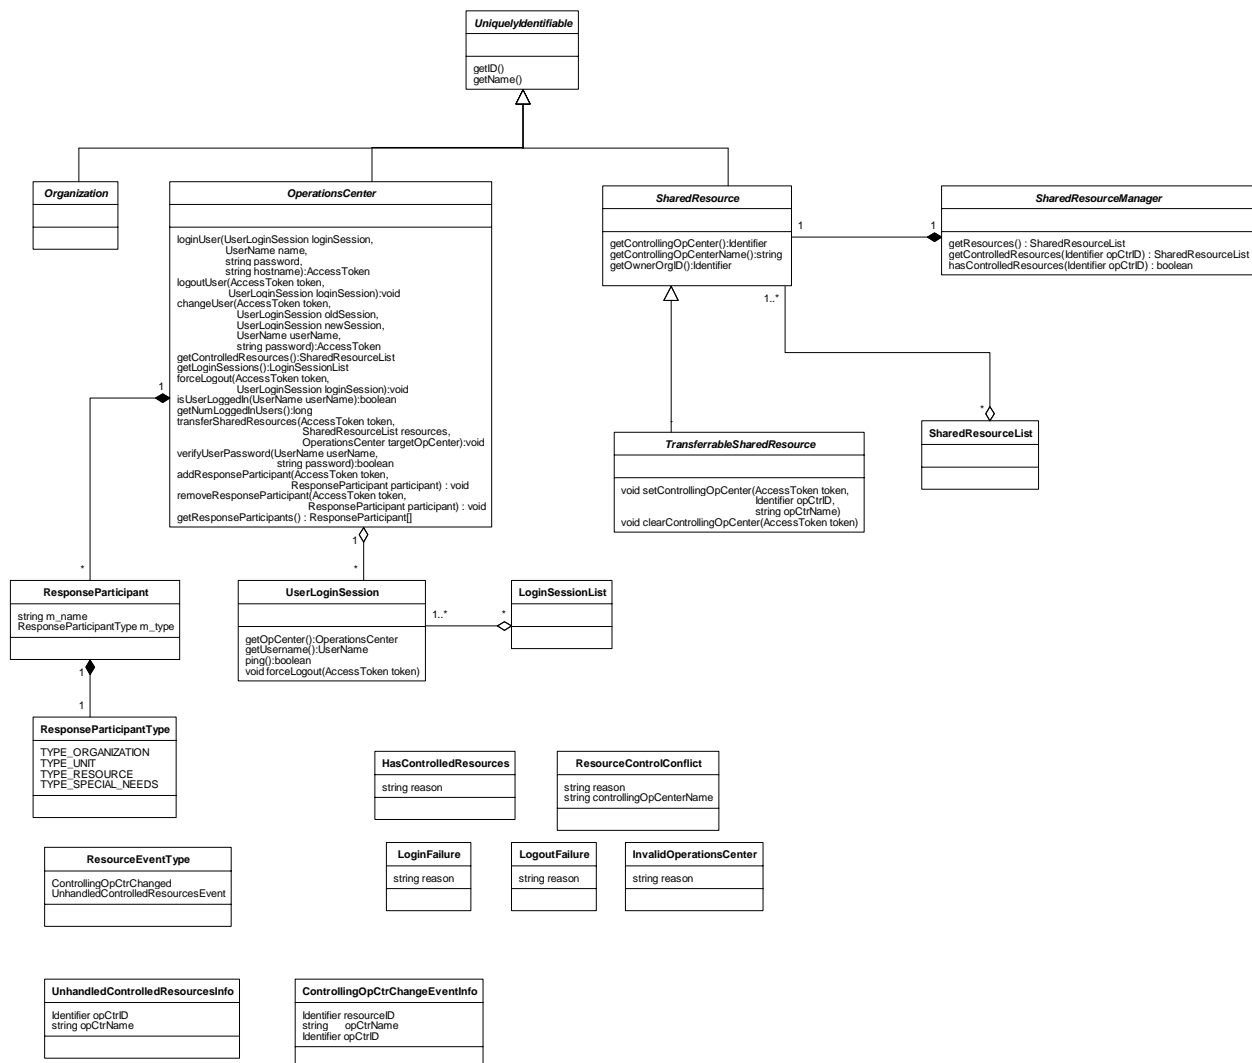 UniquelyIdentifiable
getID()
getName()
Organization
OperationsCenter
loginUser(UserLoginSession loginSession,
UserName name,
string password,
string hostname):AccessToken
logoutUser(AccessToken token,
UserLoginSession loginSession):void
changeUser(AccessToken token,
UserLoginSession oldSession,
UserLoginSession newSession,
UserName userName,
string password):AccessToken
getControlledResources():SharedResourceList
getLoginSessions():LoginSessionList
forceLogout(AccessToken token,
UserLoginSession loginSession):void
isUserLoggedIn(UserName userName):boolean
getNumLoggedInUsers():long
transferSharedResources(AccessToken token,
SharedResourceList resources,
OperationsCenter targetOpCenter):void
verifyUserPassword(UserName userName,
string password):boolean
addResponseParticipant(AccessToken token,
ResponseParticipant participant) : void
removeResponseParticipant(AccessToken token,
ResponseParticipant participant) : void
getResponseParticipants() : ResponseParticipant[]
SharedResource
getControllingOpCenter():Identifier
getControllingOpCenterName():string
getOwnerOrgID():Identifier
1
1
SharedResourceManager
getResources() : SharedResourceList
getControlledResources(Identifier opCtrID) : SharedResourceList
hasControlledResources(Identifier opCtrID) : boolean
1..*
*
TransferrableSharedResource
void setControllingOpCenter(AccessToken token,
Identifier opCtrID,
string opCtrName)
void clearControllingOpCenter(AccessToken token)
SharedResourceList
1
*
1
*
ResponseParticipant
string m_name
ResponseParticipantType m_type
UserLoginSession
getOpCenter():OperationsCenter
getUsername():UserName
ping():boolean
void forceLogout(AccessToken token)
1..*
*
LoginSessionList
1
1
ResponseParticipantType
TYPE_ORGANIZATION
TYPE_UNIT
TYPE_RESOURCE
TYPE_SPECIAL_NEEDS
HasControlledResources
string reason
ResourceControlConflict
string reason
string controllingOpCenterName
ResourceEventType
ControllingOpCtrChanged
UnhandledControlledResourcesEvent
LoginFailure
string reason
LogoutFailure
string reason
InvalidOperationsCenter
string reason
UnhandledControlledResourcesInfo
Identifier opCtrID
string opCtrName
ControllingOpCtrChangeEventInfo
Identifier resourceID
string opCtrName
Identifier opCtrID